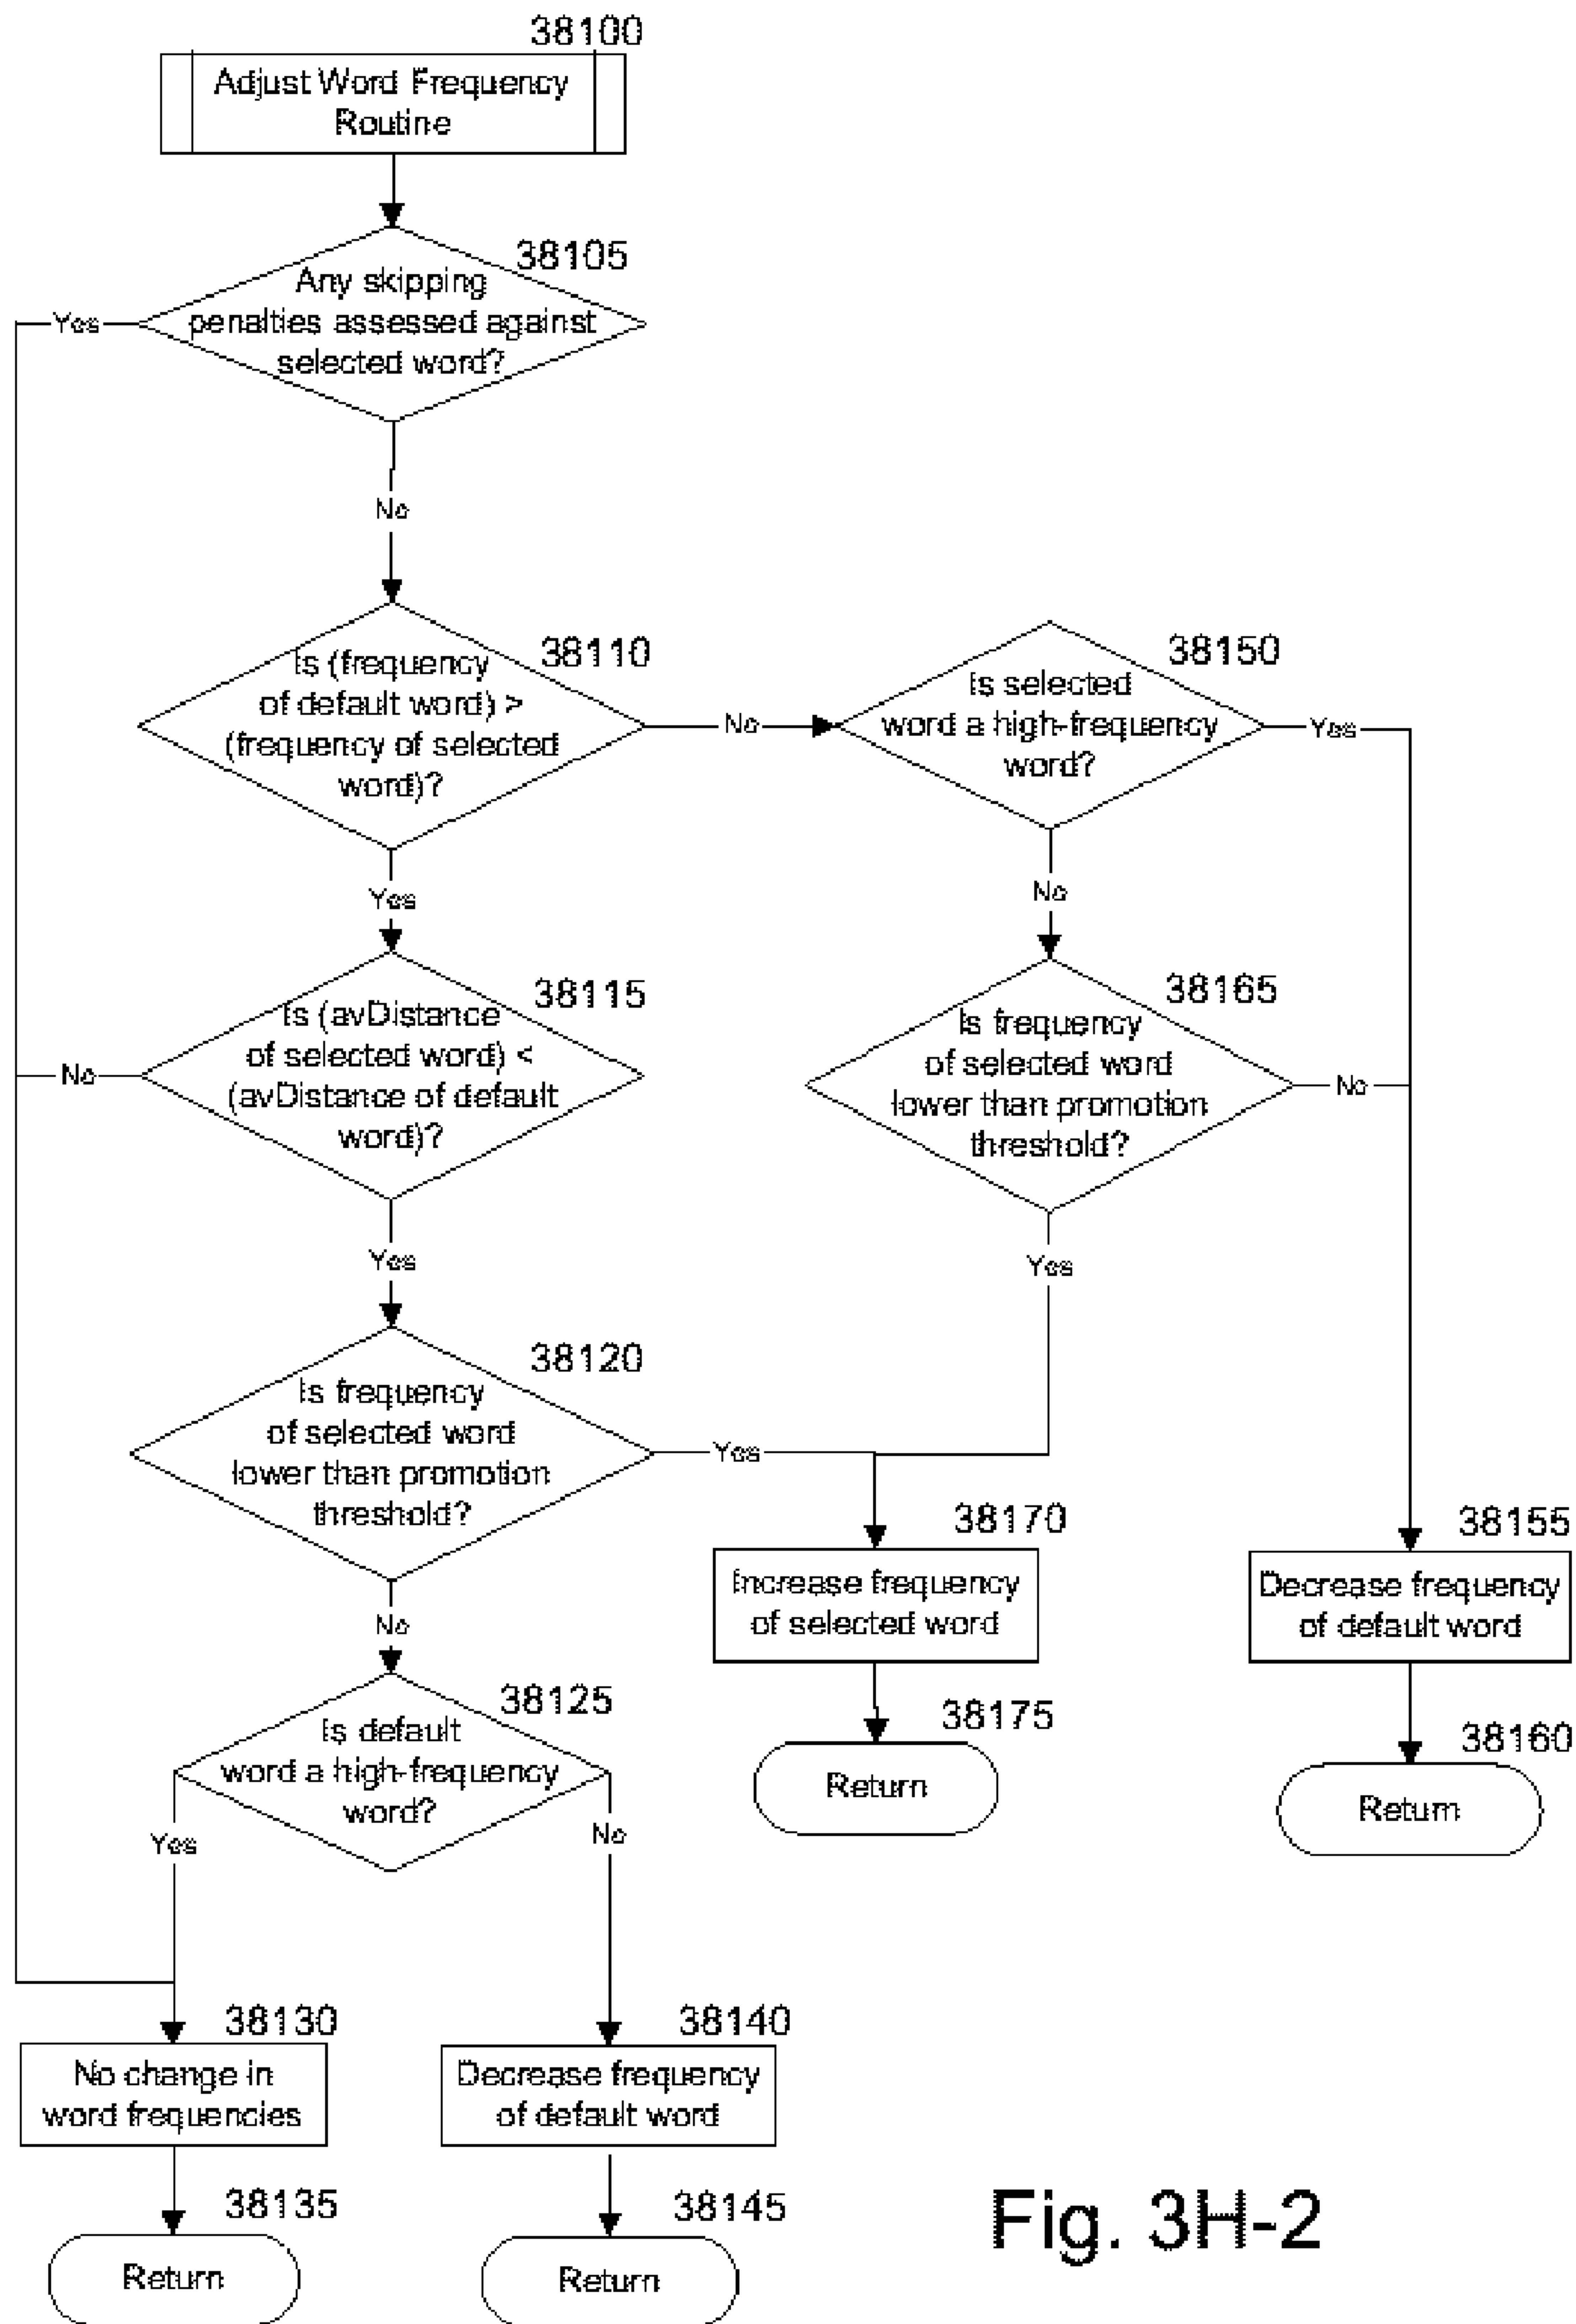 38100
Adjust Word Frequency
Routine
38105
Any skipping
penalties assessed against
selected word?
Yes
No
38110
Is (frequency
of default word) >
(frequency of selected
word)?
No
38150
Is selected
word a high-frequency
word?
Yes
Yes
No
38115
Is (avDistance
of selected word) <
(avDistance of default
word)?
No
38165
Is frequency
of selected word
lower than promotion
threshold?
No
Yes
Yes
38120
Is frequency
of selected word
lower than promotion
threshold?
Yes
38170
Increase frequency
of selected word
38155
Decrease frequency
of default word
No
38125
Is default
word a high-frequency
word?
38175
Return
38160
Return
Yes
No
38130
No change in
word frequencies
38140
Decrease frequency
of default word
38135
Return
38145
Return
Fig. 3H-2